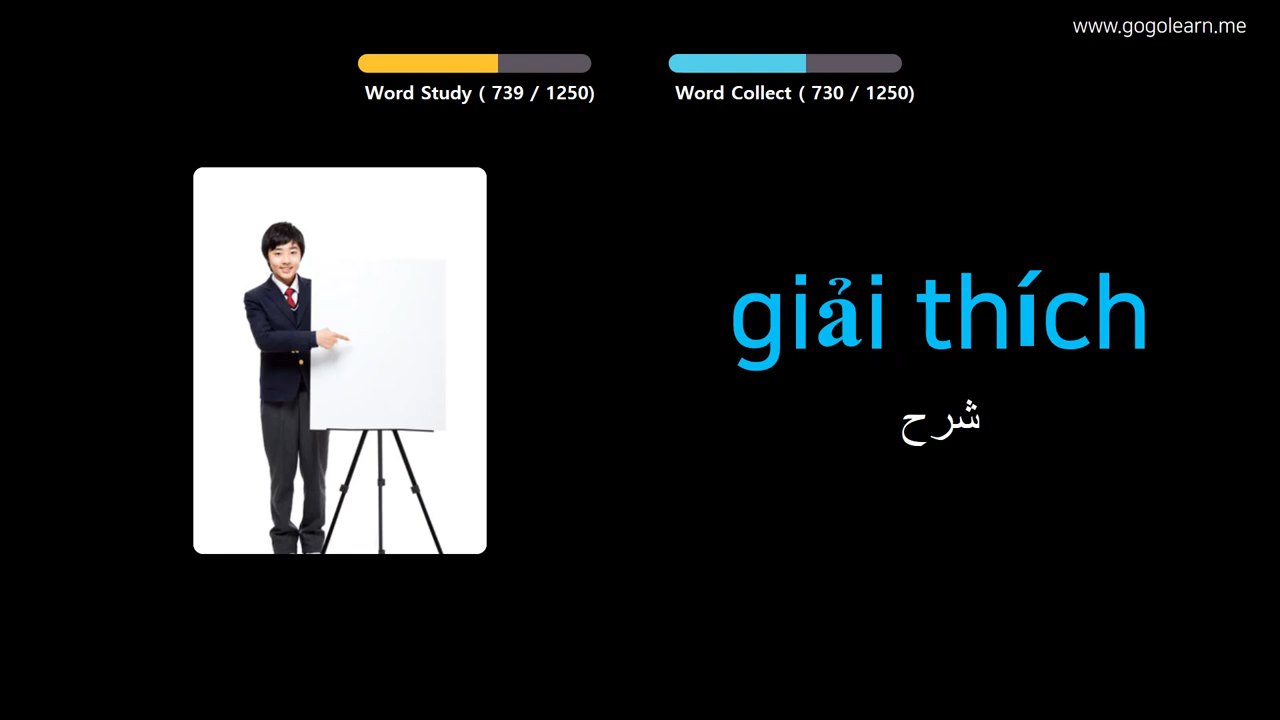 www.gogolearn.me
Word Study ( 739 / 1250)
Word Collect ( 730 / 1250)
giải thích
شرح